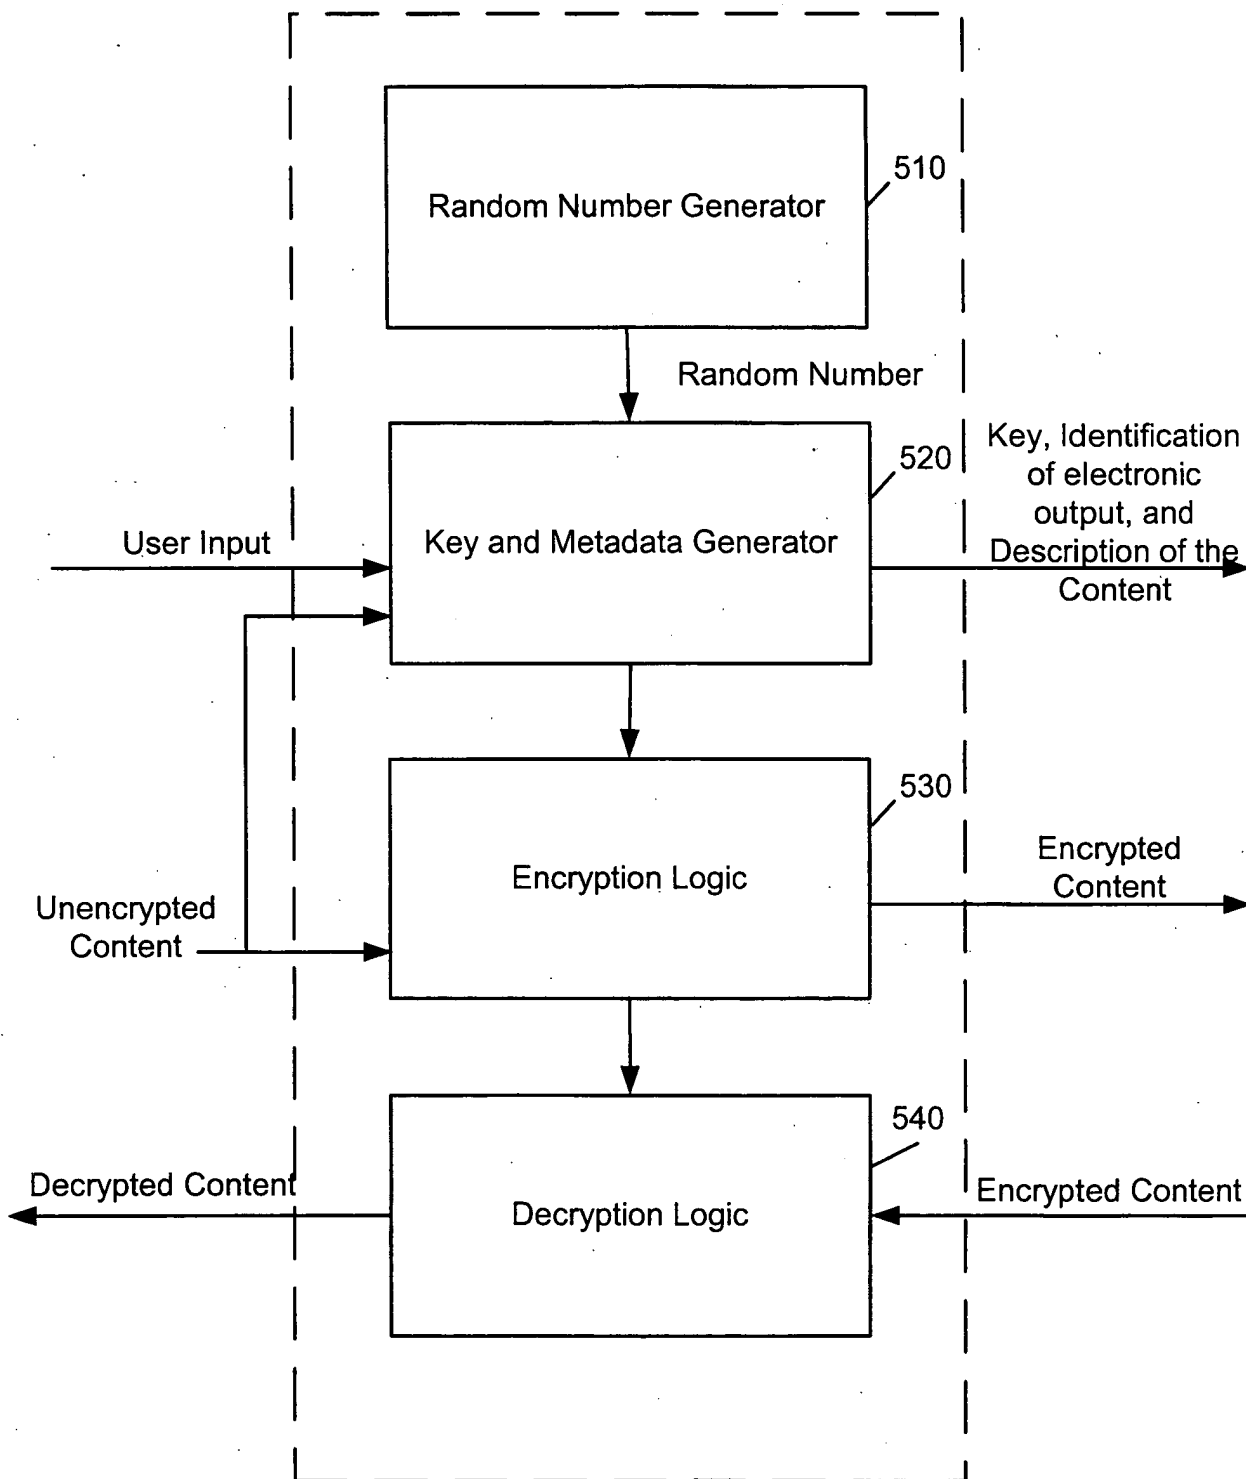 510
Random Number Generator
Random Number
520
Key, Identification
of electronic
output, and
Description of the
Content
User Input
Key and Metadata Generator
530
Encryption Logic
Encrypted
Content
Unencrypted
Content
540
Decrypted Content
Decryption Logic
Encrypted Content